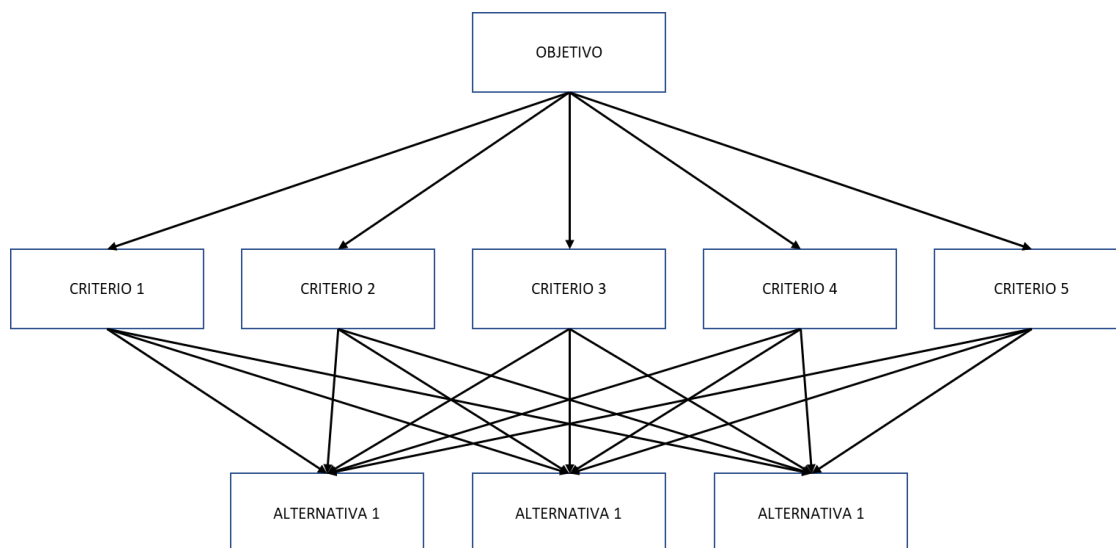 OBJETIVO
CRITERIO 1
CRITERIO 2
CRITERIO 3
CRITERIO 4
CRITERIO 5
ALTERNATIVA 1
ALTERNATIVA 1
ALTERNATIVA 1